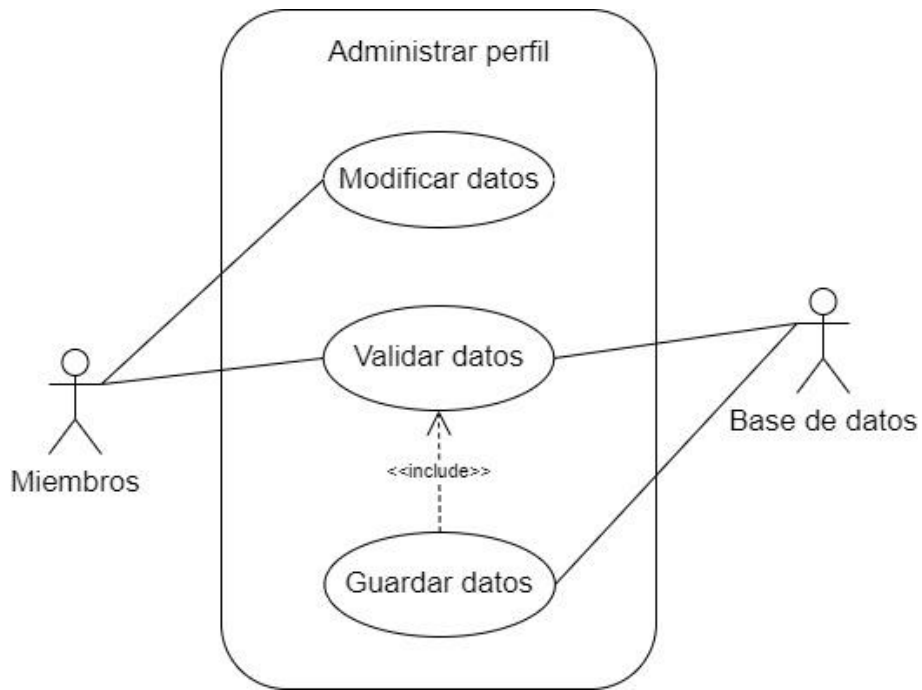 Administrar perfil
Modificar datos
Validar datos
Base de datos
Miembros
<<include>>
Guardar datos